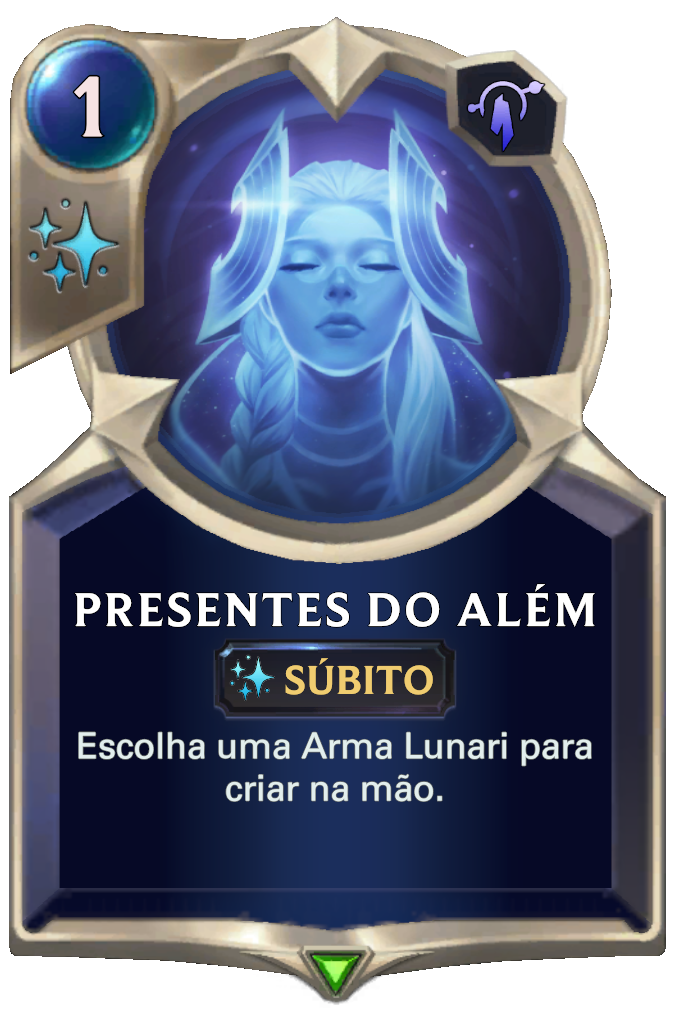 1
PRESENTES DO ALÉM
SÚBITO
Escolha uma Arma Lunari para
criar na mão.